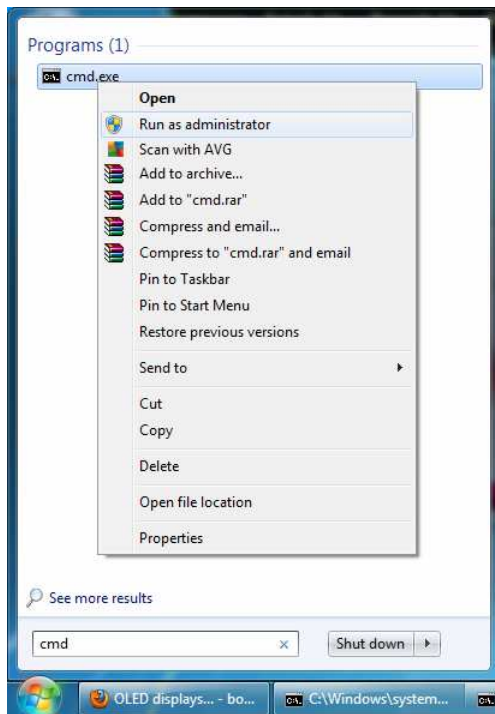 Programs (1)
cmd.exe
Open
Run as administrator
Scan with AVG
Add to archive...
Add to "cmd.rar"
Compress and email...
Compress to "cmd.rar" and email
Pin to Taskbar
Pin to Start Menu
Restore previous versions
Send to
Cut
Copy
Delete
Open file location
Properties
See more results
cmd
Shut down
OLED displays... - bo...
C:\Windows\system...